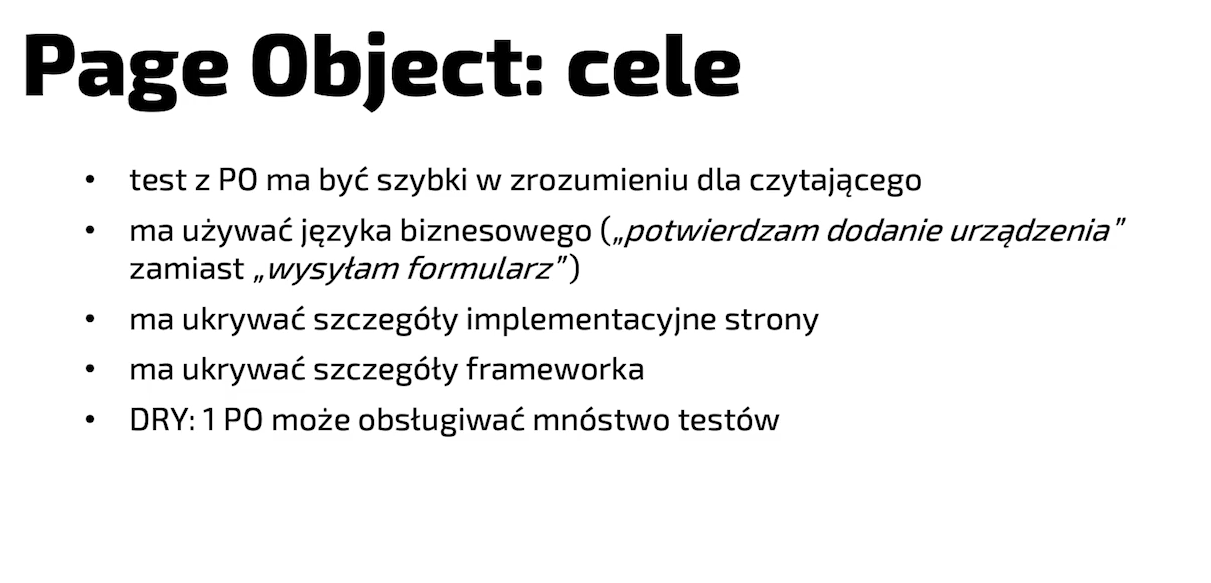 Page Object: cele
• test z PO ma być szybki w zrozumieniu dla czytającego
• ma używać języka biznesowego („potwierdzam dodanie urządzenia”
zamiast „wysyłam formularz”)
• ma ukrywać szczegóły implementacyjne strony
• ma ukrywać szczegóły frameworka
• DRY: 1 PO może obsługiwać mnóstwo testów